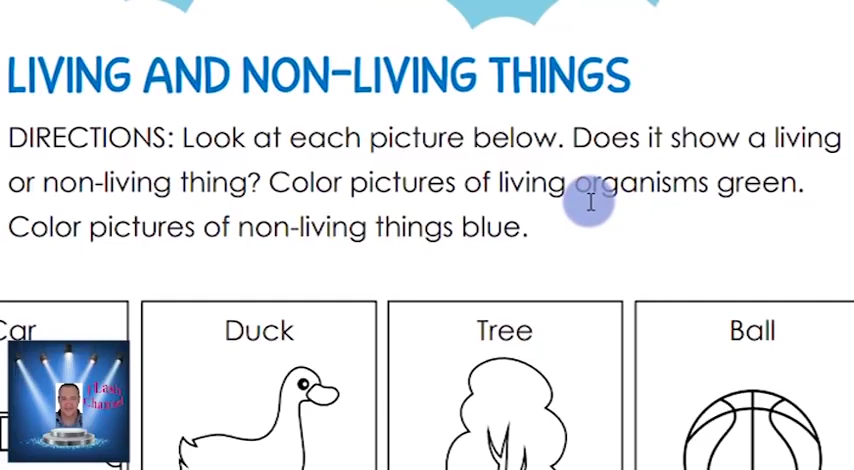 LIVING AND NON-LIVING THINGS
DIRECTIONS: Look at each picture below. Does it show a living
or non-living thing? Color pictures of living organisms green.
Color pictures of non-living things blue.
Car
Duck
Tree
Ball